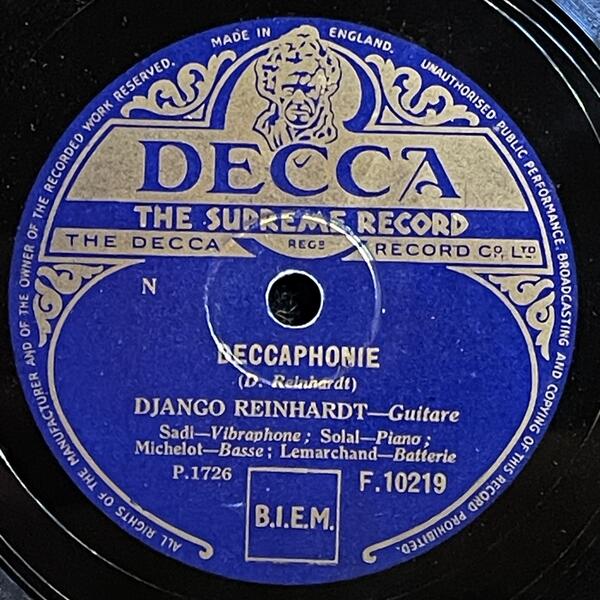 MADE IN ENGLAND.
ALL RIGHTS OF THE MANUFACTURER AND OF THE OWNER OF THE RECORDED WORK RESERVED.
UNAUTHORISED PUBLIC PERFORMANCE, BROADCASTING AND COPYING OF THIS RECORD PROHIBITED.
DECCA
THE SUPREME RECORD
THE DECCA REGD RECORD CO. LTD
N
DECCAPHONIE
(D. Reinhardt)
DJANGO REINHARDT—Guitare
Sadi—Vibraphone; Solal—Piano;
Michelot—Basse; Lemarchand—Batterie
P.1726 F.10219
B.I.E.M.